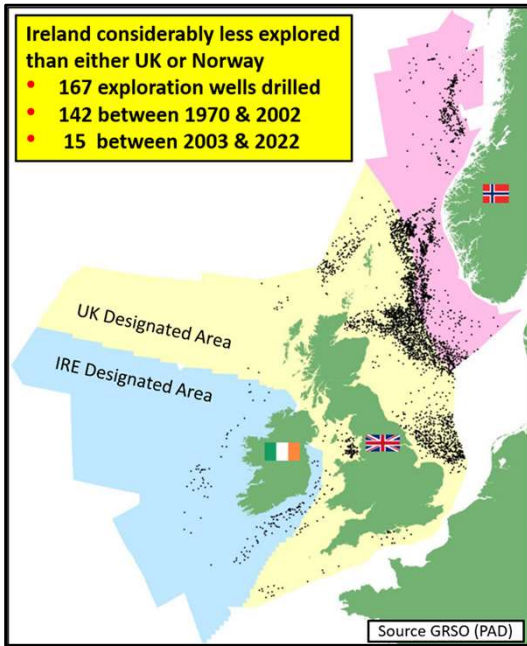 Ireland considerably less explored
than either UK or Norway
• 167 exploration wells drilled
• 142 between 1970 & 2002
• 15 between 2003 & 2022
UK Designated Area
IRE Designated Area
Source GRSO (PAD)